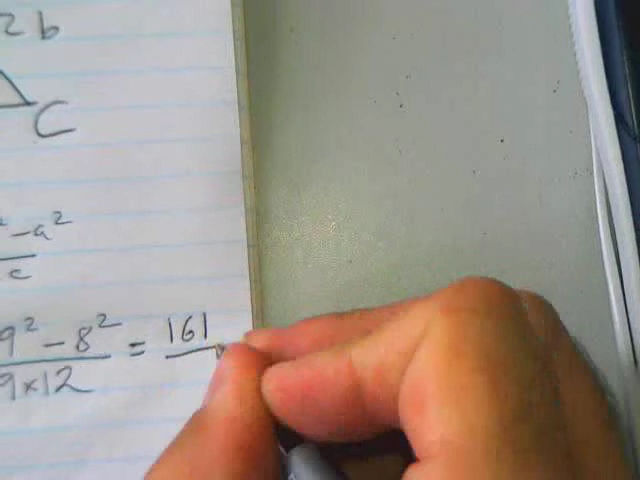 2b
C
- a²
c
9² - 8² = 161
9 x 12